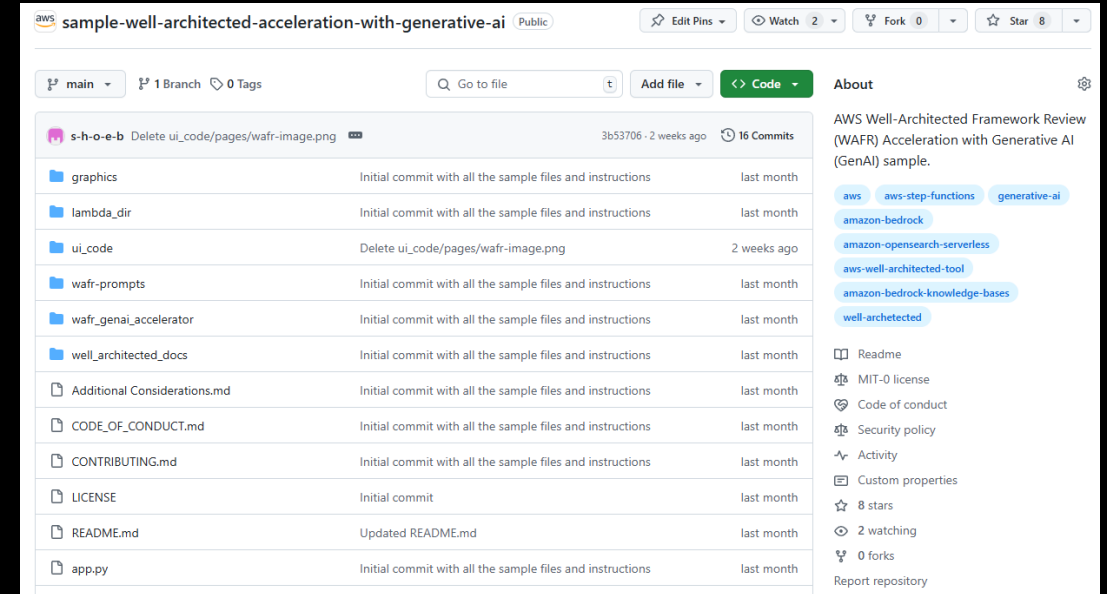 aws sample-well-architected-acceleration-with-generative-ai Public Edit Pins Watch 2 Fork 0 Star 8
main 1 Branch 0 Tags Go to file t Add file Code
s-h-o-e-b Delete ui_code/pages/wafr-image.png 3b53706 · 2 weeks ago 16 Commits
graphics Initial commit with all the sample files and instructions last month
lambda_dir Initial commit with all the sample files and instructions last month
ui_code Delete ui_code/pages/wafr-image.png 2 weeks ago
wafr-prompts Initial commit with all the sample files and instructions last month
wafr_genai_accelerator Initial commit with all the sample files and instructions last month
well_architected_docs Initial commit with all the sample files and instructions last month
Additional Considerations.md Initial commit with all the sample files and instructions last month
CODE_OF_CONDUCT.md Initial commit with all the sample files and instructions last month
CONTRIBUTING.md Initial commit with all the sample files and instructions last month
LICENSE Initial commit last month
README.md Updated README.md last month
app.py Initial commit with all the sample files and instructions last month
About
AWS Well-Architected Framework Review
(WAFR) Acceleration with Generative AI
(GenAI) sample.
aws aws-step-functions generative-ai
amazon-bedrock
amazon-opensearch-serverless
aws-well-architected-tool
amazon-bedrock-knowledge-bases
well-archetected
Readme
MIT-0 license
Code of conduct
Security policy
Activity
Custom properties
8 stars
2 watching
0 forks
Report repository